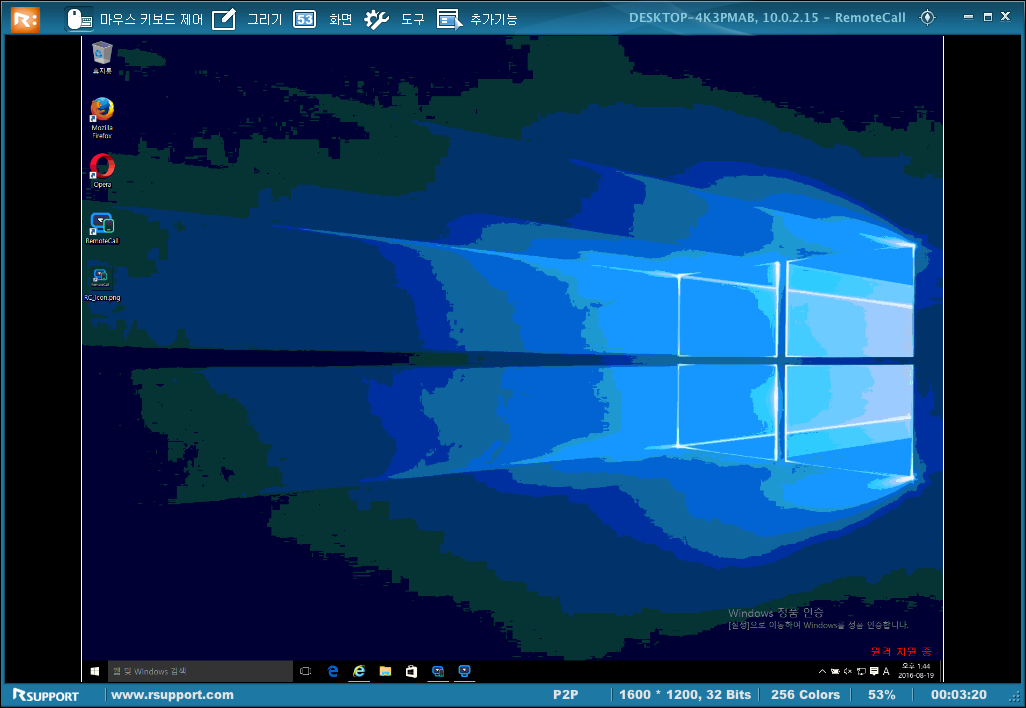 R: 마우스 키보드 제어 그리기 53 화면 도구 추가기능 DESKTOP-4K3PMAB, 10.0.2.15 - RemoteCall
휴지통
Mozilla
Firefox
Opera
RemoteCall
RC_Icon.png
Windows 정품 인증
[설정]으로 이동하여 Windows를 정품 인증합니다.
원격 지원 중
웹 및 Windows 검색
A
오후 1:44
2016-08-19
RSUPPORT www.rsupport.com P2P 1600 * 1200, 32 Bits 256 Colors 53% 00:03:20